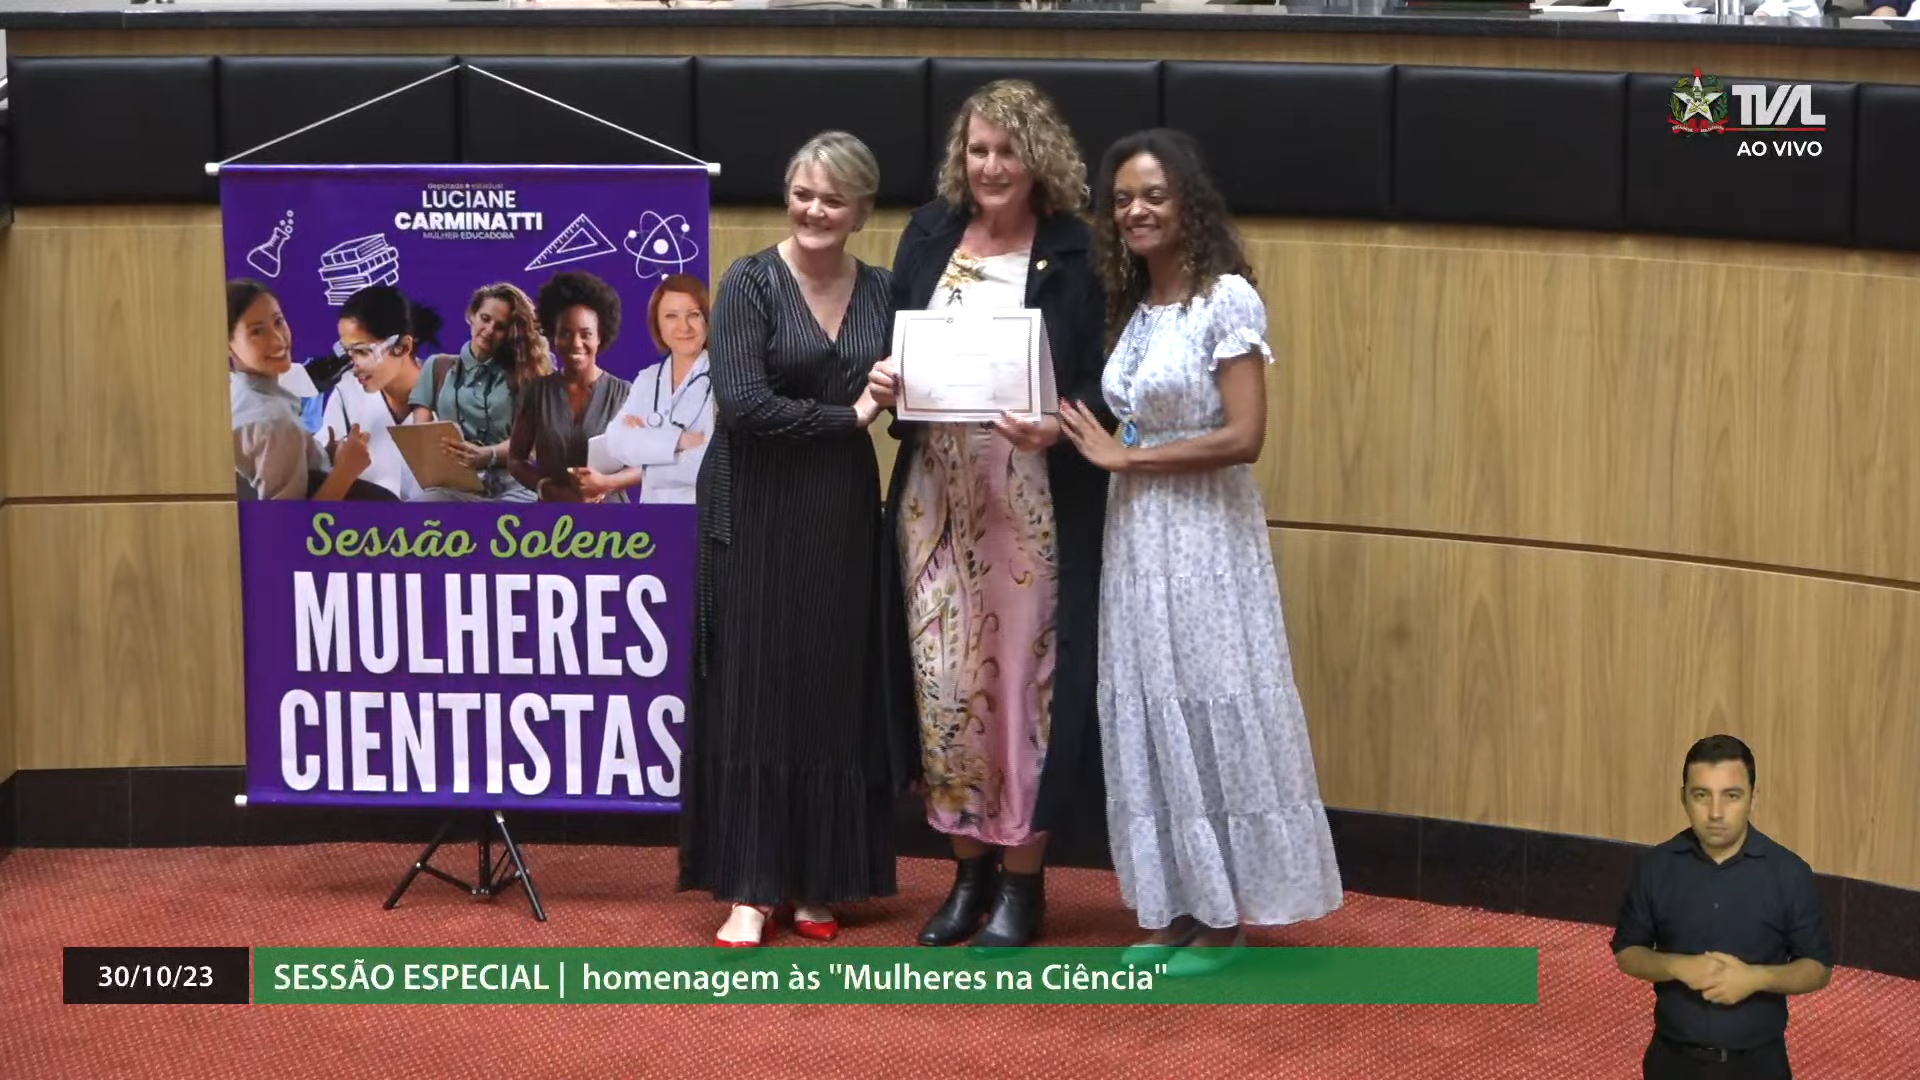 TVAL
AO VIVO
deputada estadual
LUCIANE
CARMINATTI
MULHER EDUCADORA
Sessão Solene
MULHERES
CIENTISTAS
30/10/23
SESSÃO ESPECIAL | homenagem às "Mulheres na Ciência"